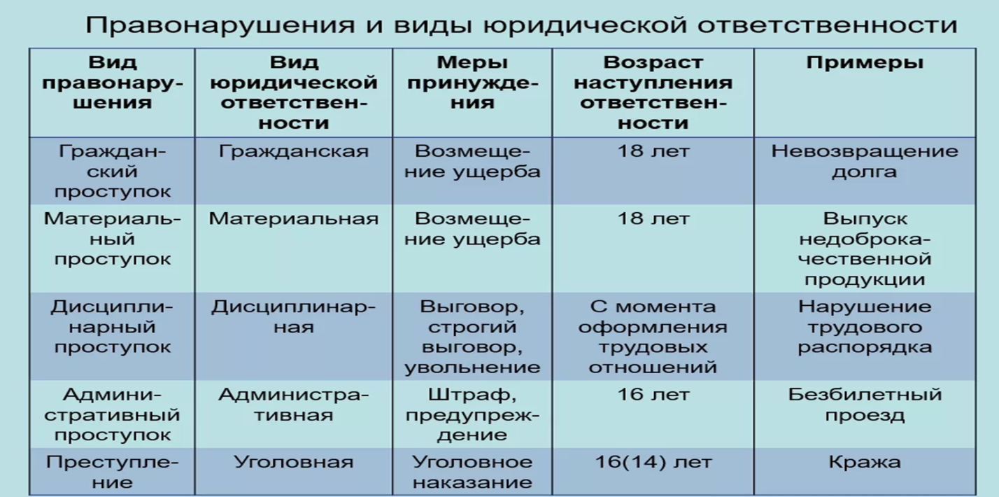 Правонарушения и виды юридической ответственности
Вид
правонару-
шения
Вид
юридической
ответствен-
ности
Меры
принужде-
ния
Возраст
наступления
ответствен-
ности
Примеры
Граждан-
ский
проступок
Гражданская
Возмеще-
ние ущерба
18 лет
Невозвращение
долга
Материаль-
ный
проступок
Материальная
Возмеще-
ние ущерба
18 лет
Выпуск
недоброка-
чественной
продукции
Дисципли-
нарный
проступок
Дисциплинар-
ная
Выговор,
строгий
выговор,
увольнение
С момента
оформления
трудовых
отношений
Нарушение
трудового
распорядка
Админи-
стративный
проступок
Администра-
тивная
Штраф,
предупреж-
дение
16 лет
Безбилетный
проезд
Преступле-
ние
Уголовная
Уголовное
наказание
16(14) лет
Кража